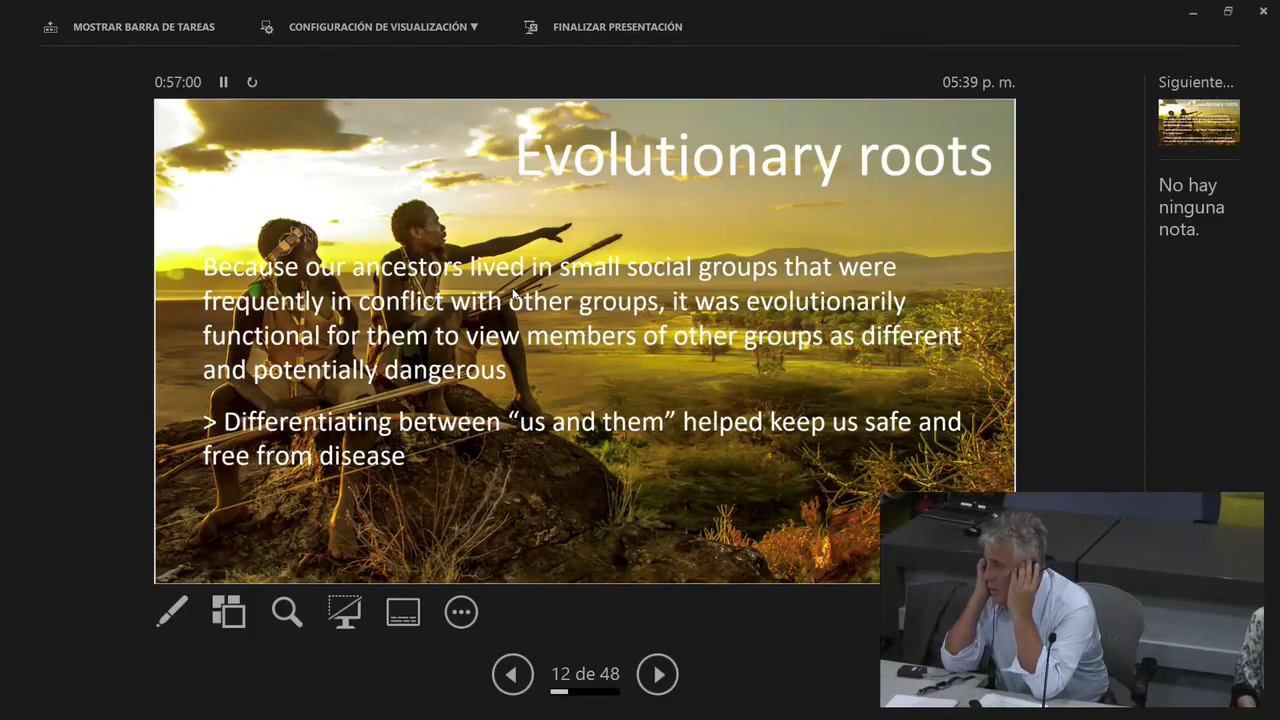 MOSTRAR BARRA DE TAREAS
CONFIGURACIÓN DE VISUALIZACIÓN ▼
FINALIZAR PRESENTACIÓN
0:57:00
05:39 p. m.
Siguiente...
Evolutionary roots
Because our ancestors lived in small social groups that were
frequently in conflict with other groups, it was evolutionarily
functional for them to view members of other groups as different
and potentially dangerous
> Differentiating between “us and them” helped keep us safe and
free from disease
Evolutionary roots
No hay
ninguna
nota.
12 de 48